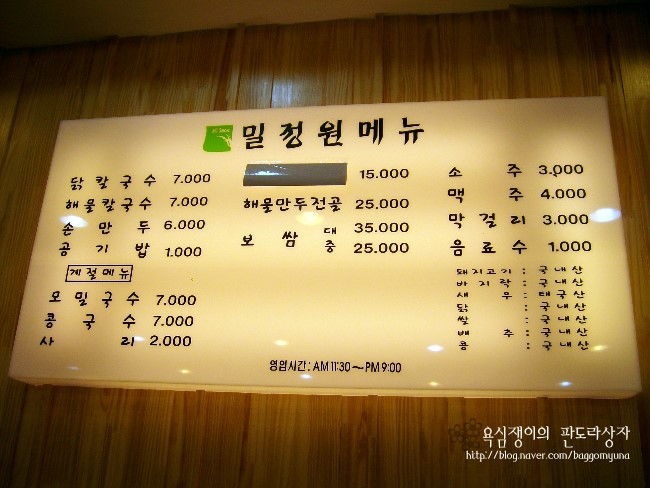 밀정원메뉴
닭칼국수 7.000
해물칼국수 7.000
손만두 6.000
공기밥 1.000
계절메뉴
모밀국수 7.000
콩국수 7.000
사리 2.000
15.000
해물만두전골 25.000
보쌈 대 35.000
중 25.000
소주 3.000
맥주 4.000
막걸리 3.000
음료수 1.000
돼지고기 : 국내산
바지락 : 국내산
새우 : 태국산
닭 : 국내산
쌀 : 국내산
배추 : 국내산
콩 : 국내산
영업시간 : AM 11:30 ~ PM 9:00
욕심쟁이의 판도라상자
http://blog.naver.com/baggomyuna